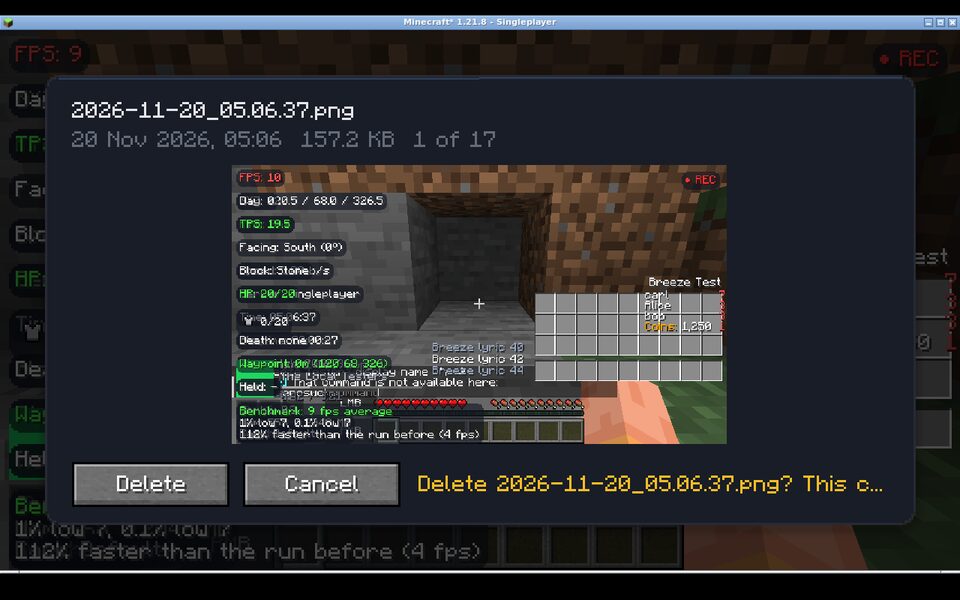 Minecraft* 1.21.8 - Singleplayer
FPS: 9
REC
2026-11-20_05.06.37.png
20 Nov 2026, 05:06 157.2 KB 1 of 17
FPS: 10
REC
Day: 0
/ 68.0 / 326.5
TPS: 19.5
Facing: South (0°)
Block: Stone
HP: 20/20
0/20
Death: none
Waypoint: 0m (120 68 326)
Held: -
That command is not available here:
Breeze Test
carl
Alice
bob
Coins: 1,250
Breeze lyric 43
Breeze lyric 42
Breeze lyric 44
Benchmark: 9 fps average
1% low 7, 0.1% low 7
112% faster than the run before (4 fps)
Delete
Cancel
Delete 2026-11-20_05.06.37.png? This c...
1% low 7, 0.1% low 7
112% faster than the run before (4 fps)